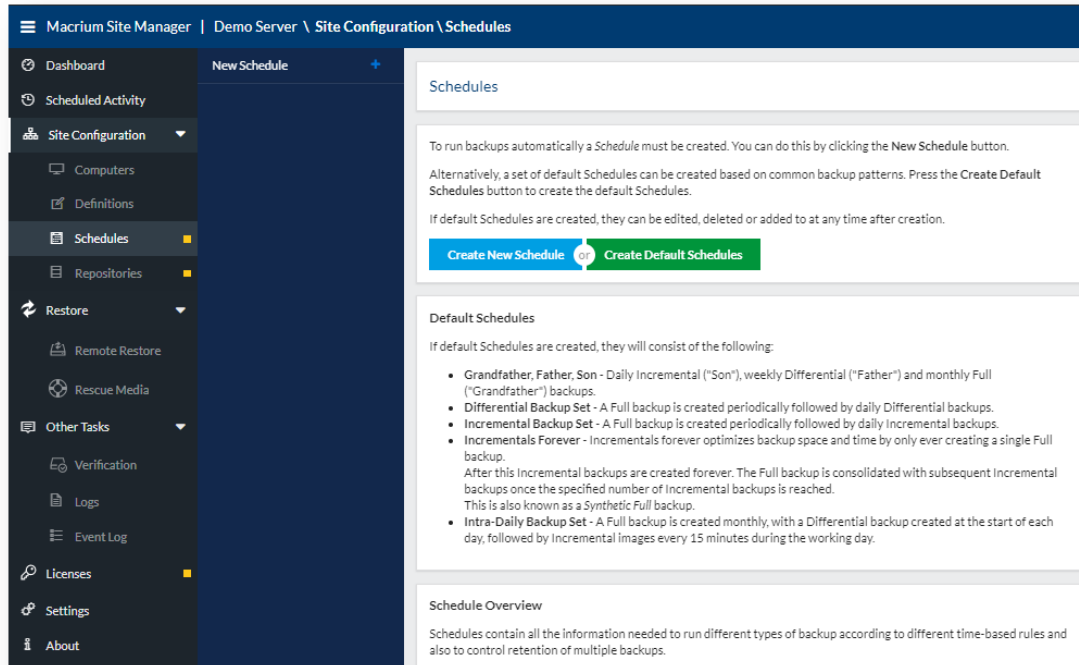 Macrium Site Manager | Demo Server \ Site Configuration \ Schedules
Dashboard
Scheduled Activity
Site Configuration
Computers
Definitions
Schedules
Repositories
Restore
Remote Restore
Rescue Media
Other Tasks
Verification
Logs
Event Log
Licenses
Settings
About
New Schedule +
Schedules
To run backups automatically a Schedule must be created. You can do this by clicking the New Schedule button.
Alternatively, a set of default Schedules can be created based on common backup patterns. Press the Create Default
Schedules button to create the default Schedules.
If default Schedules are created, they can be edited, deleted or added to at any time after creation.
Create New Schedule or Create Default Schedules
Default Schedules
If default Schedules are created, they will consist of the following:
• Grandfather, Father, Son - Daily Incremental ("Son"), weekly Differential ("Father") and monthly Full
("Grandfather") backups.
• Differential Backup Set - A Full backup is created periodically followed by daily Differential backups.
• Incremental Backup Set - A Full backup is created periodically followed by daily Incremental backups.
• Incrementals Forever - Incrementals forever optimizes backup space and time by only ever creating a single Full
backup.
After this Incremental backups are created forever. The Full backup is consolidated with subsequent Incremental
backups once the specified number of Incremental backups is reached.
This is also known as a Synthetic Full backup.
• Intra-Daily Backup Set - A Full backup is created monthly, with a Differential backup created at the start of each
day, followed by Incremental images every 15 minutes during the working day.
Schedule Overview
Schedules contain all the information needed to run different types of backup according to different time-based rules and
also to control retention of multiple backups.